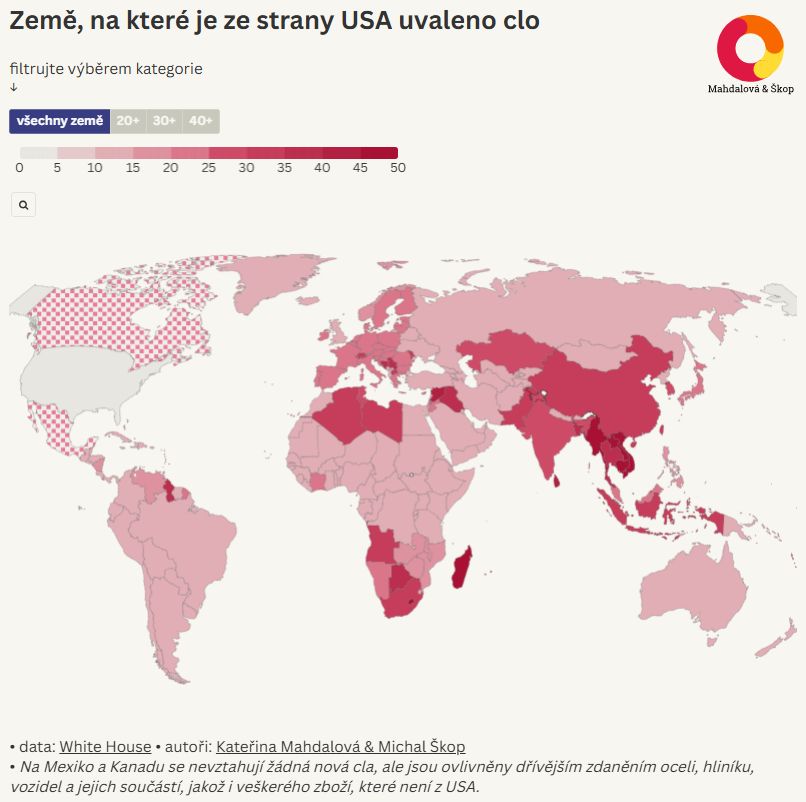 Země, na které je ze strany USA uvaleno clo
Mahdalová & Škop
filtrujte výběrem kategorie
↓
všechny země 20+ 30+ 40+
0 5 10 15 20 25 30 35 40 45 50
• data: White House • autoři: Kateřina Mahdalová & Michal Škop
• Na Mexiko a Kanadu se nevztahují žádná nová cla, ale jsou ovlivněny dřívějším zdaněním oceli, hliníku,
vozidel a jejich součástí, jakož i veškerého zboží, které není z USA.